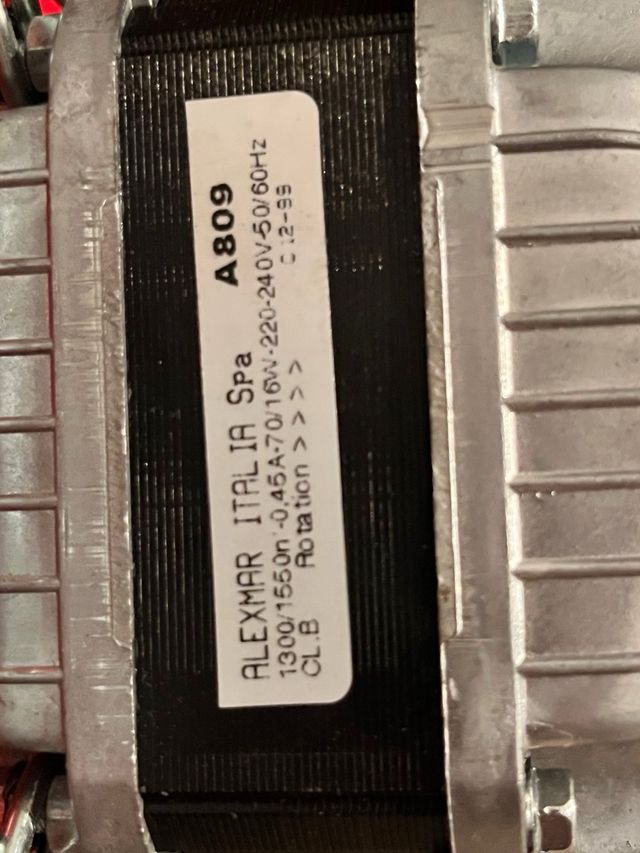 ALEXMAR ITALIA Spa A809
1300/1550n'-0,45A-70/16W-220-240V-50/60Hz
CL.B Rotation > > > > 12-99